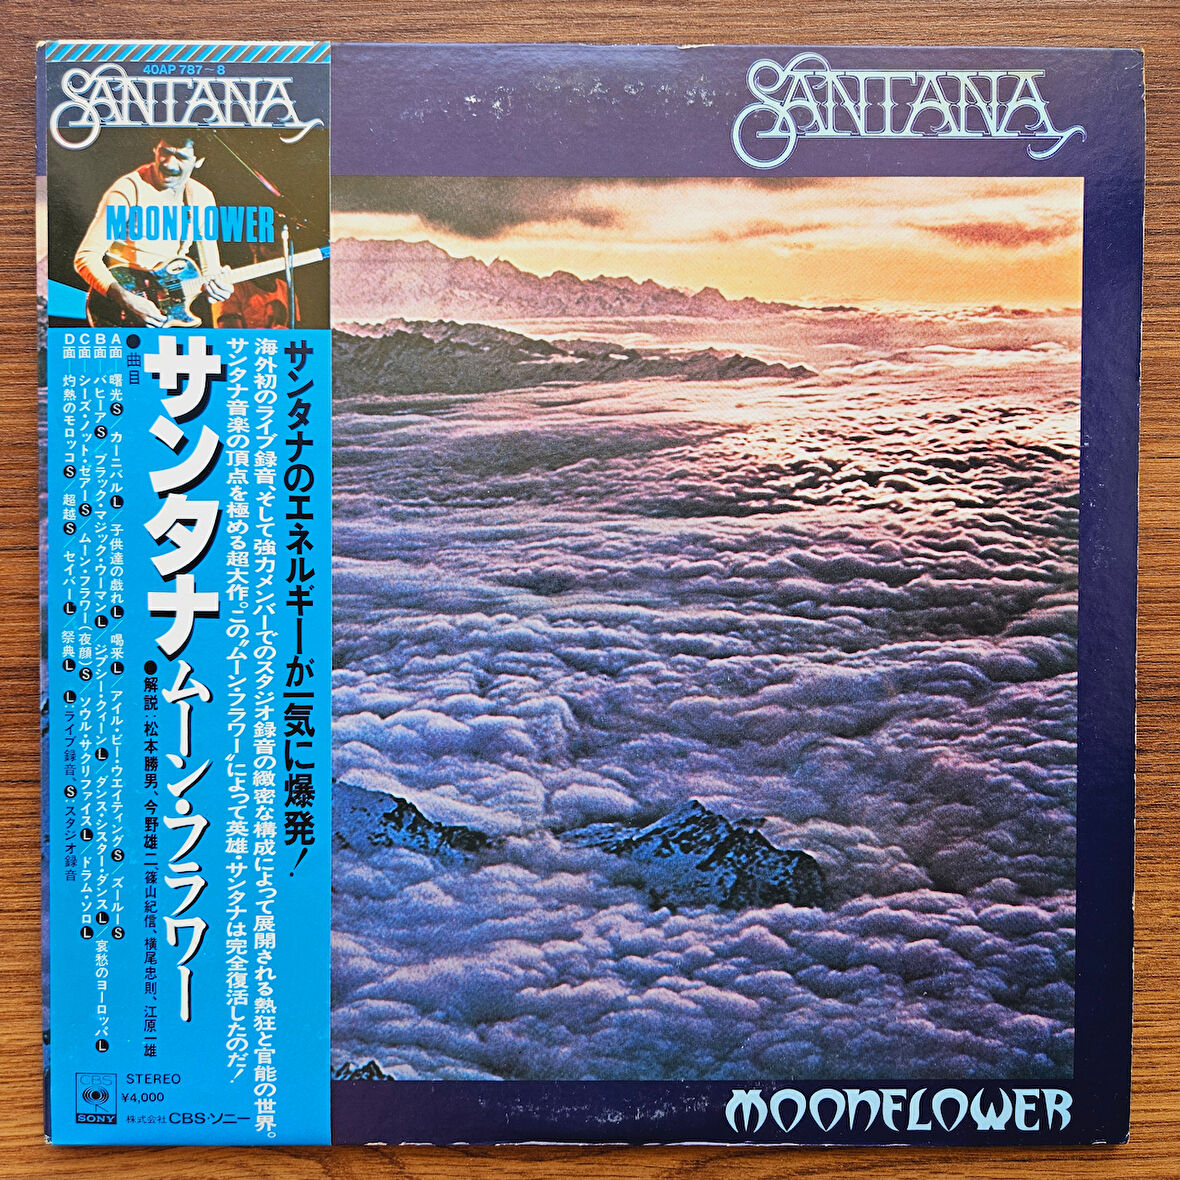 40AP 787~8
SANTANA
MOONFLOWER
サンタナのエネルギーが一気に爆発!
海外初のライブ録音、そして強力メンバーでのスタジオ録音の緻密な構成によって展開される熱狂と官能の世界。
サンタナ音楽の頂点を極める超大作。この〝ムーン・フラワー〟によって英雄・サンタナは完全復活したのだ!
サンタナ ムーン・フラワー
●曲目
●解説:松本勝男、今野雄二、篠山紀信、横尾忠則、江原一雄
A面 曙光S/カーニバルL/子供達の戯れL/喝采L/アイル・ビー・ウエイティングS/ズールーS
B面 バヒーアS/ブラック・マジック・ウーマンL/ジプシー・クィーンL/ダンス・シスター・ダンスL/哀愁のヨーロッパL
C面 シーズ・ノット・ゼアーS/ムーン・フラワー(夜顔)S/ソウル・サクリファイスL/ドラム・ソロL
D面 灼熱のモロッコS/超越S/セイバーL/祭典L L:ライブ録音、S:スタジオ録音
CBS
SONY
STEREO
¥4,000
株式会社 CBS・ソニー
SANTANA
MOONFLOWER